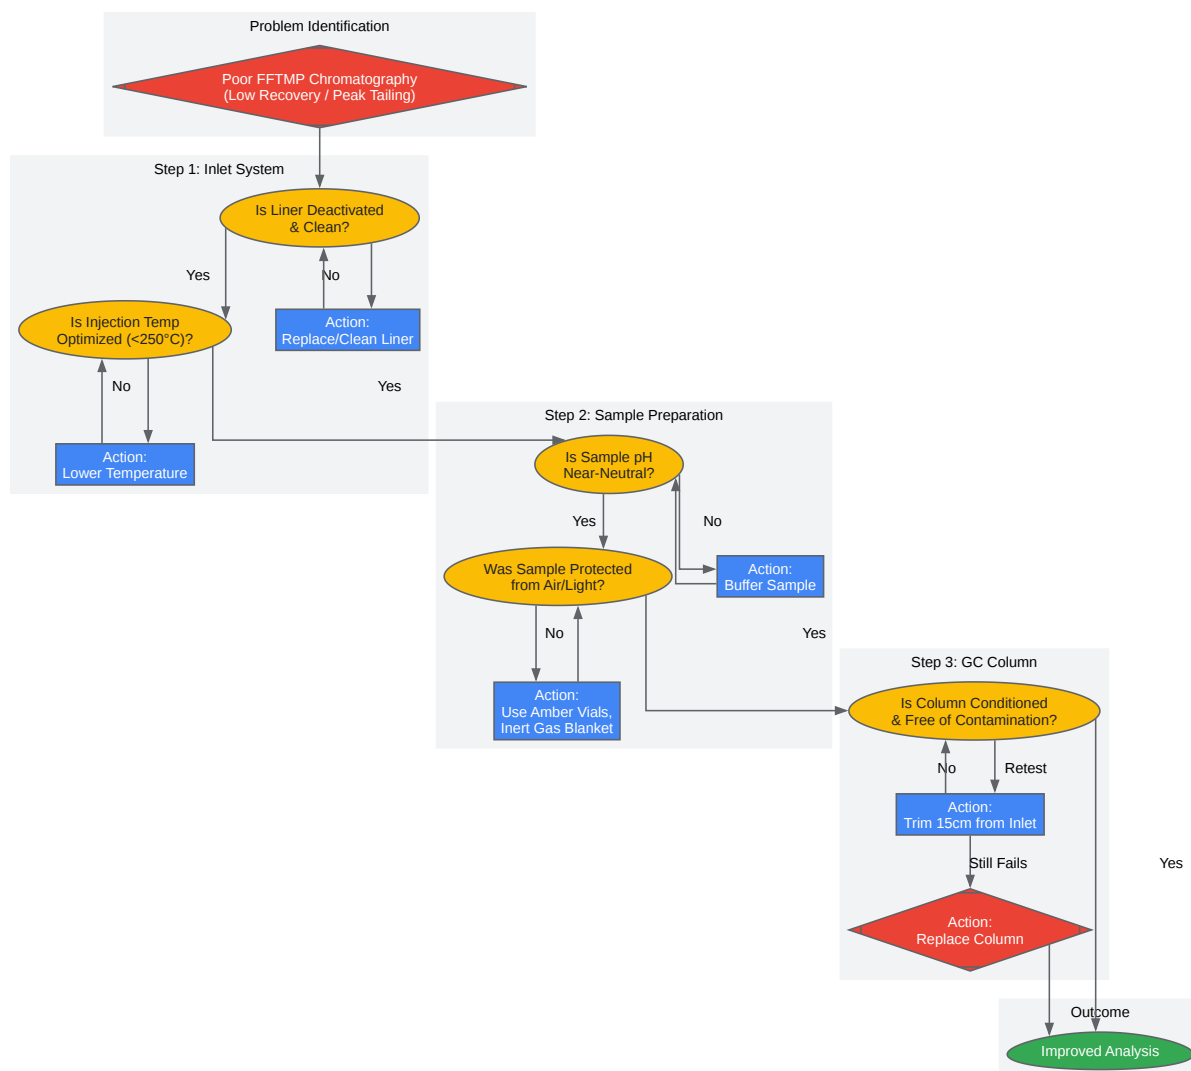 Problem Identification
Poor FFTMP Chromatography
(Low Recovery / Peak Tailing)
Step 1: Inlet System
Is Liner Deactivated
& Clean?
Yes
No
Is Injection Temp
Optimized (<250°C)?
Action:
Replace/Clean Liner
No
Yes
Action:
Lower Temperature
Step 2: Sample Preparation
Is Sample pH
Near-Neutral?
Yes
No
Was Sample Protected
from Air/Light?
Action:
Buffer Sample
No
Yes
Action:
Use Amber Vials,
Inert Gas Blanket
Step 3: GC Column
Is Column Conditioned
& Free of Contamination?
No
Retest
Action:
Trim 15cm from Inlet
Still Fails
Yes
Action:
Replace Column
Outcome
Improved Analysis